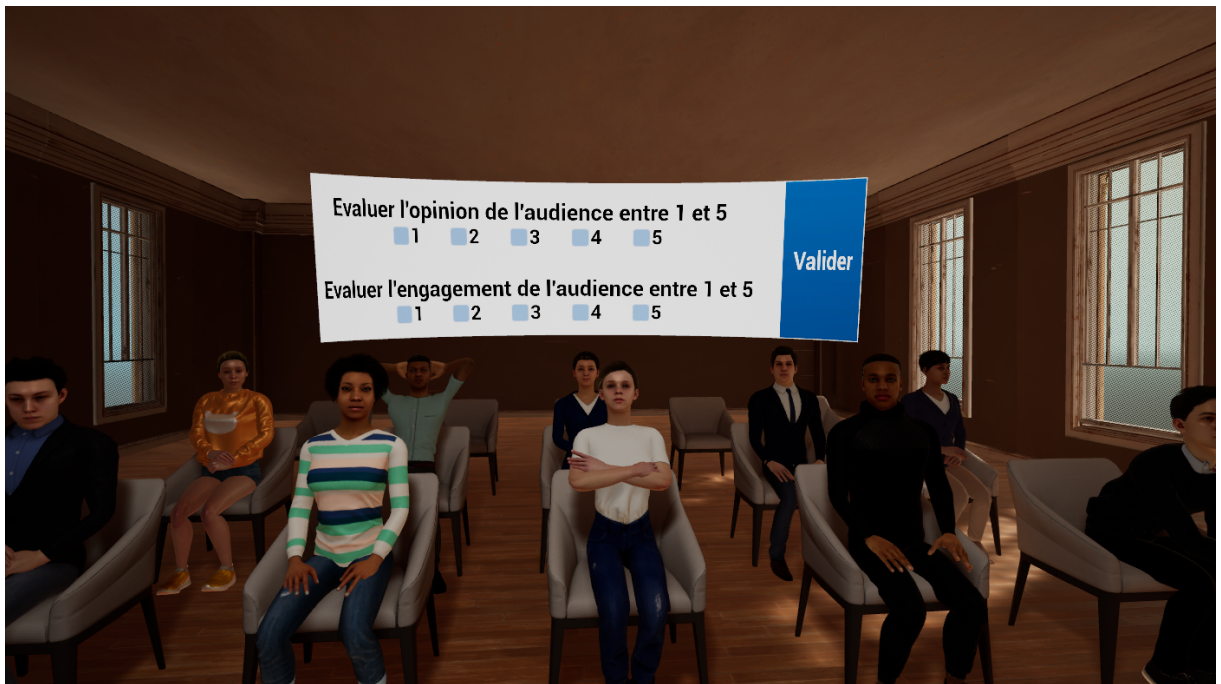 Evaluer l'opinion de l'audience entre 1 et 5
1 2 3 4 5
Evaluer l'engagement de l'audience entre 1 et 5
1 2 3 4 5
Valider